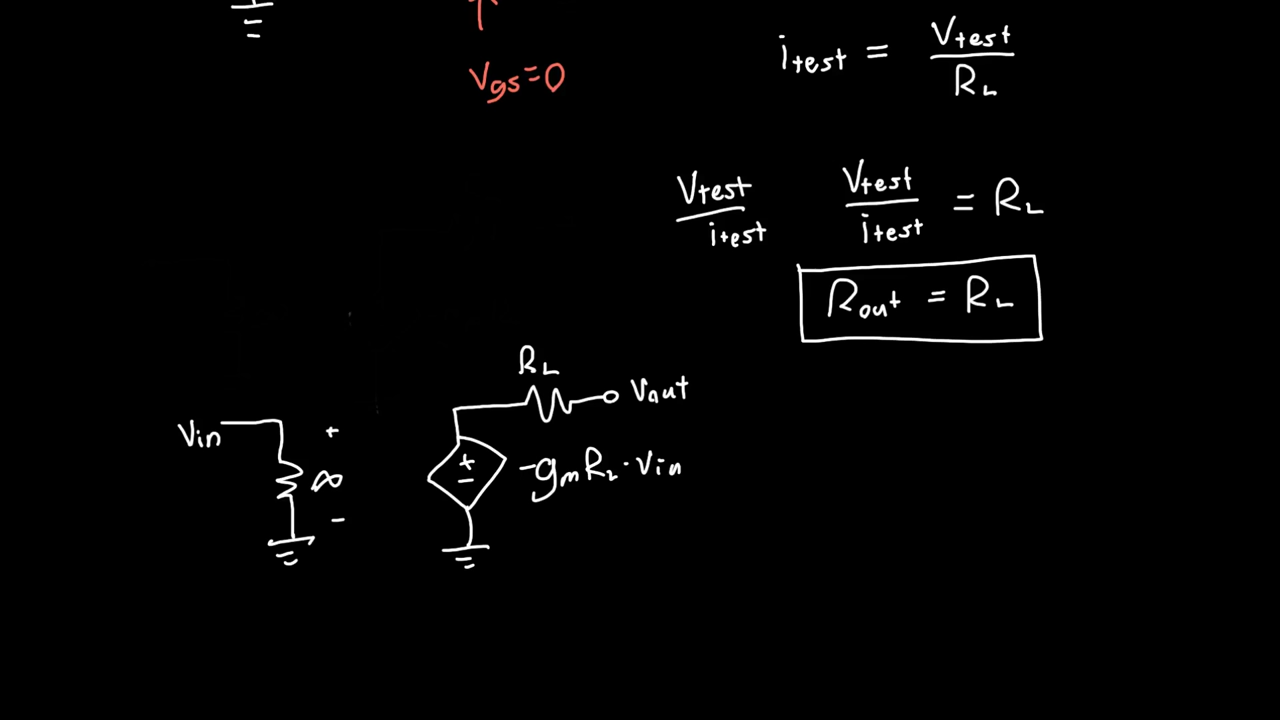 Vgs=0
itest = Vtest / RL
Vtest / itest
Vtest / itest = RL
Rout = RL
RL
Vout
Vin
+
∞
-
+
-
-gmRL·Vin